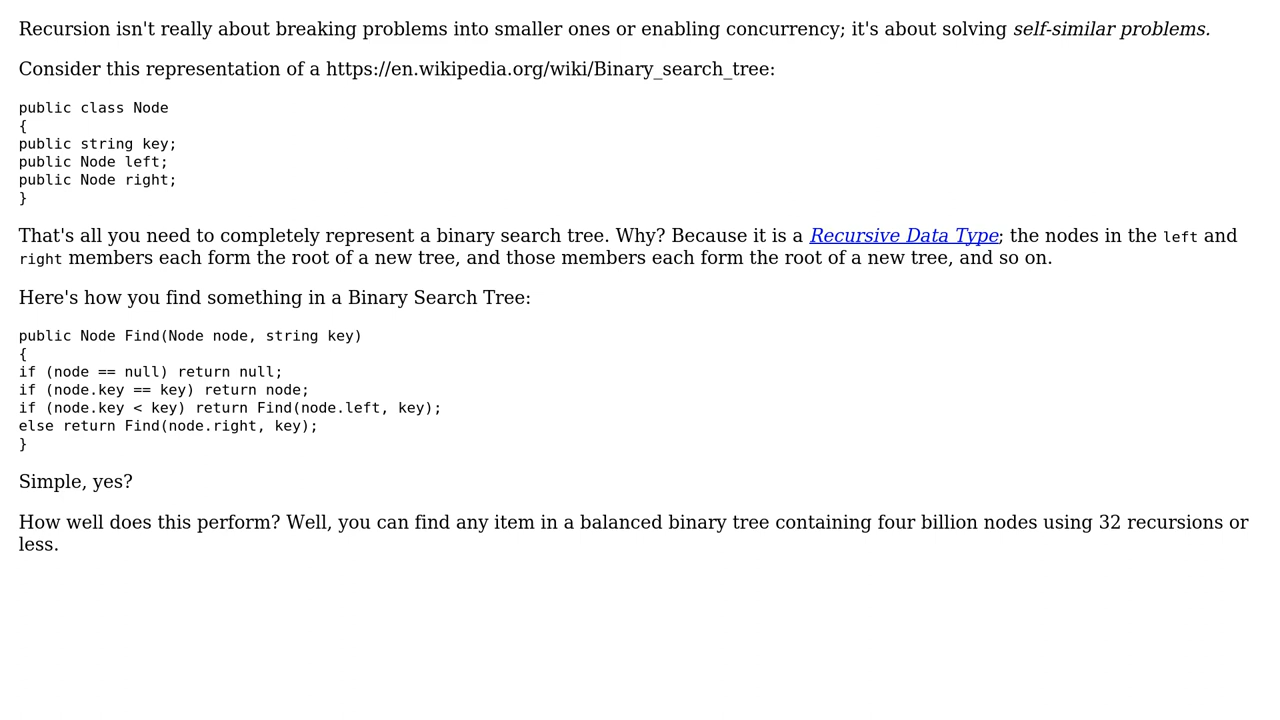 Recursion isn't really about breaking problems into smaller ones or enabling concurrency; it's about solving self-similar problems.
Consider this representation of a https://en.wikipedia.org/wiki/Binary_search_tree:
public class Node
{
public string key;
public Node left;
public Node right;
}
That's all you need to completely represent a binary search tree. Why? Because it is a Recursive Data Type; the nodes in the left and
right members each form the root of a new tree, and those members each form the root of a new tree, and so on.
Here's how you find something in a Binary Search Tree:
public Node Find(Node node, string key)
{
if (node == null) return null;
if (node.key == key) return node;
if (node.key < key) return Find(node.left, key);
else return Find(node.right, key);
}
Simple, yes?
How well does this perform? Well, you can find any item in a balanced binary tree containing four billion nodes using 32 recursions or
less.